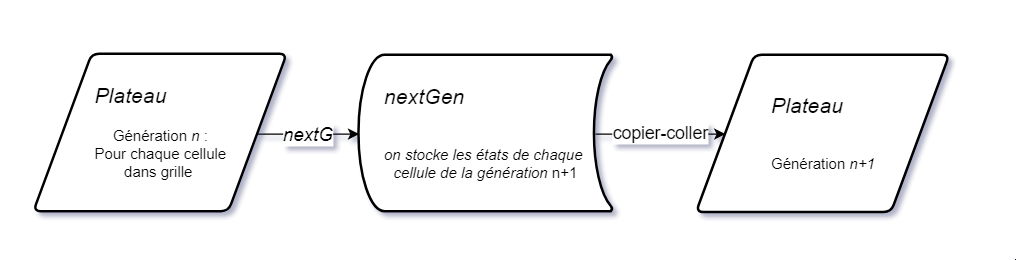 Plateau
Génération n :
Pour chaque cellule
dans grille
nextG
nextGen
on stocke les états de chaque
cellule de la génération n+1
copier-coller
Plateau
Génération n+1